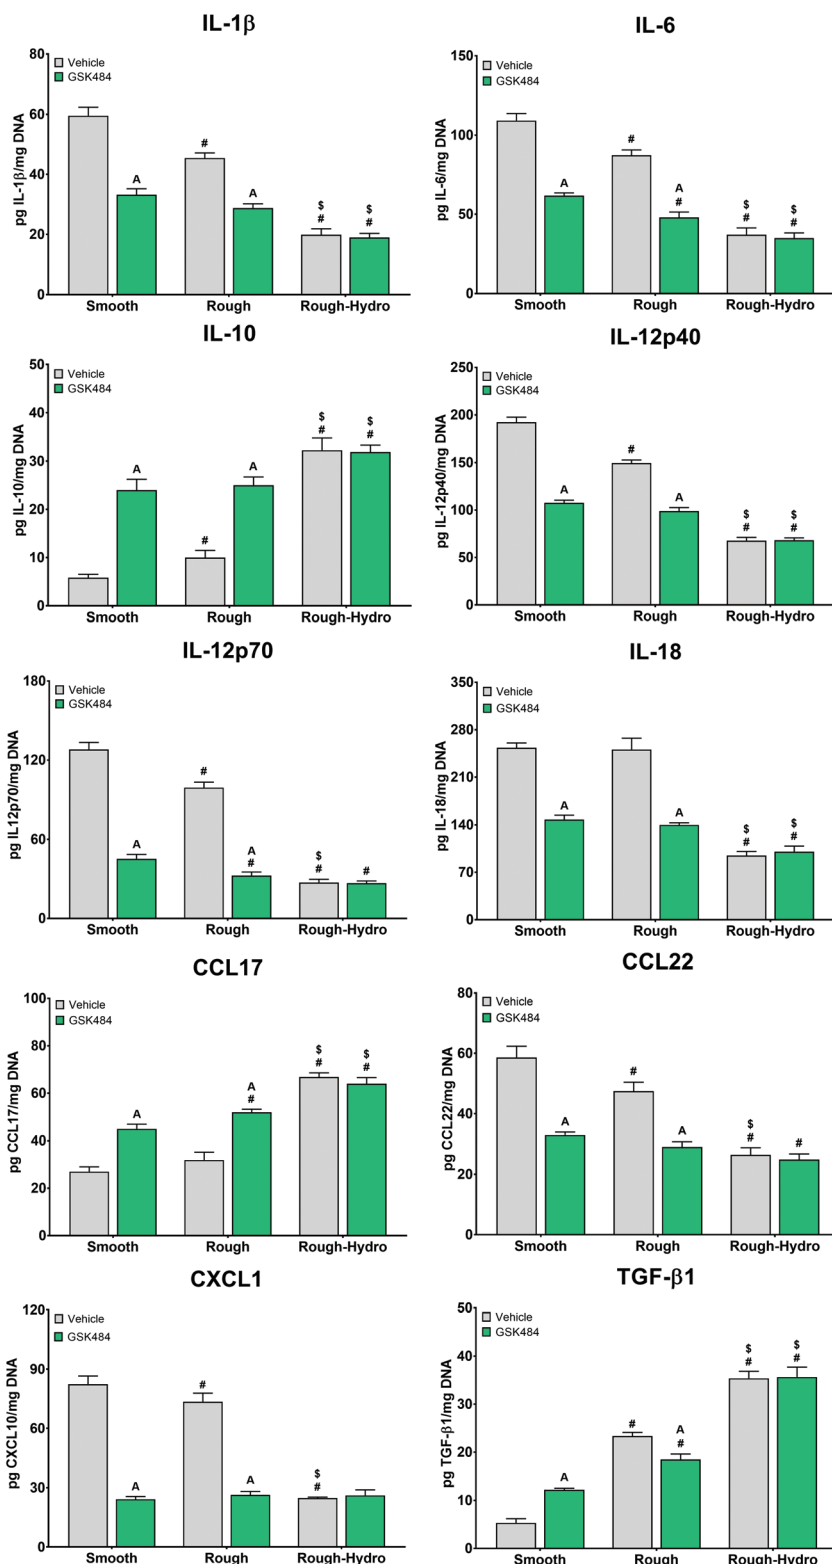 IL-1β
80
60
40
20
0
pg IL-1β/mg DNA
Vehicle
GSK484
A
#
A
$
#
$
#
Smooth
Rough
Rough-Hydro
IL-6
150
100
50
0
pg IL-6/mg DNA
Vehicle
GSK484
A
#
A
#
$
#
$
#
Smooth
Rough
Rough-Hydro
IL-10
50
40
30
20
10
0
pg IL-10/mg DNA
Vehicle
GSK484
A
#
A
$
#
$
#
Smooth
Rough
Rough-Hydro
IL-12p40
250
200
150
100
50
0
pg IL-12p40/mg DNA
Vehicle
GSK484
A
#
A
$
#
$
#
Smooth
Rough
Rough-Hydro
IL-12p70
180
120
60
0
pg IL12p70/mg DNA
Vehicle
GSK484
A
#
A
#
$
#
#
Smooth
Rough
Rough-Hydro
IL-18
350
280
210
140
70
0
pg IL-18/mg DNA
Vehicle
GSK484
A
A
$
#
$
#
Smooth
Rough
Rough-Hydro
CCL17
100
80
60
40
20
0
pg CCL17/mg DNA
Vehicle
GSK484
A
A
#
$
#
$
#
Smooth
Rough
Rough-Hydro
CCL22
80
60
40
20
0
pg CCL22/mg DNA
Vehicle
GSK484
A
#
A
$
#
#
Smooth
Rough
Rough-Hydro
CXCL1
120
90
60
30
0
pg CXCL10/mg DNA
Vehicle
GSK484
A
#
A
$
#
Smooth
Rough
Rough-Hydro
TGF-β1
50
40
30
20
10
0
pg TGF-β1/mg DNA
Vehicle
GSK484
A
#
A
#
$
#
$
#
Smooth
Rough
Rough-Hydro